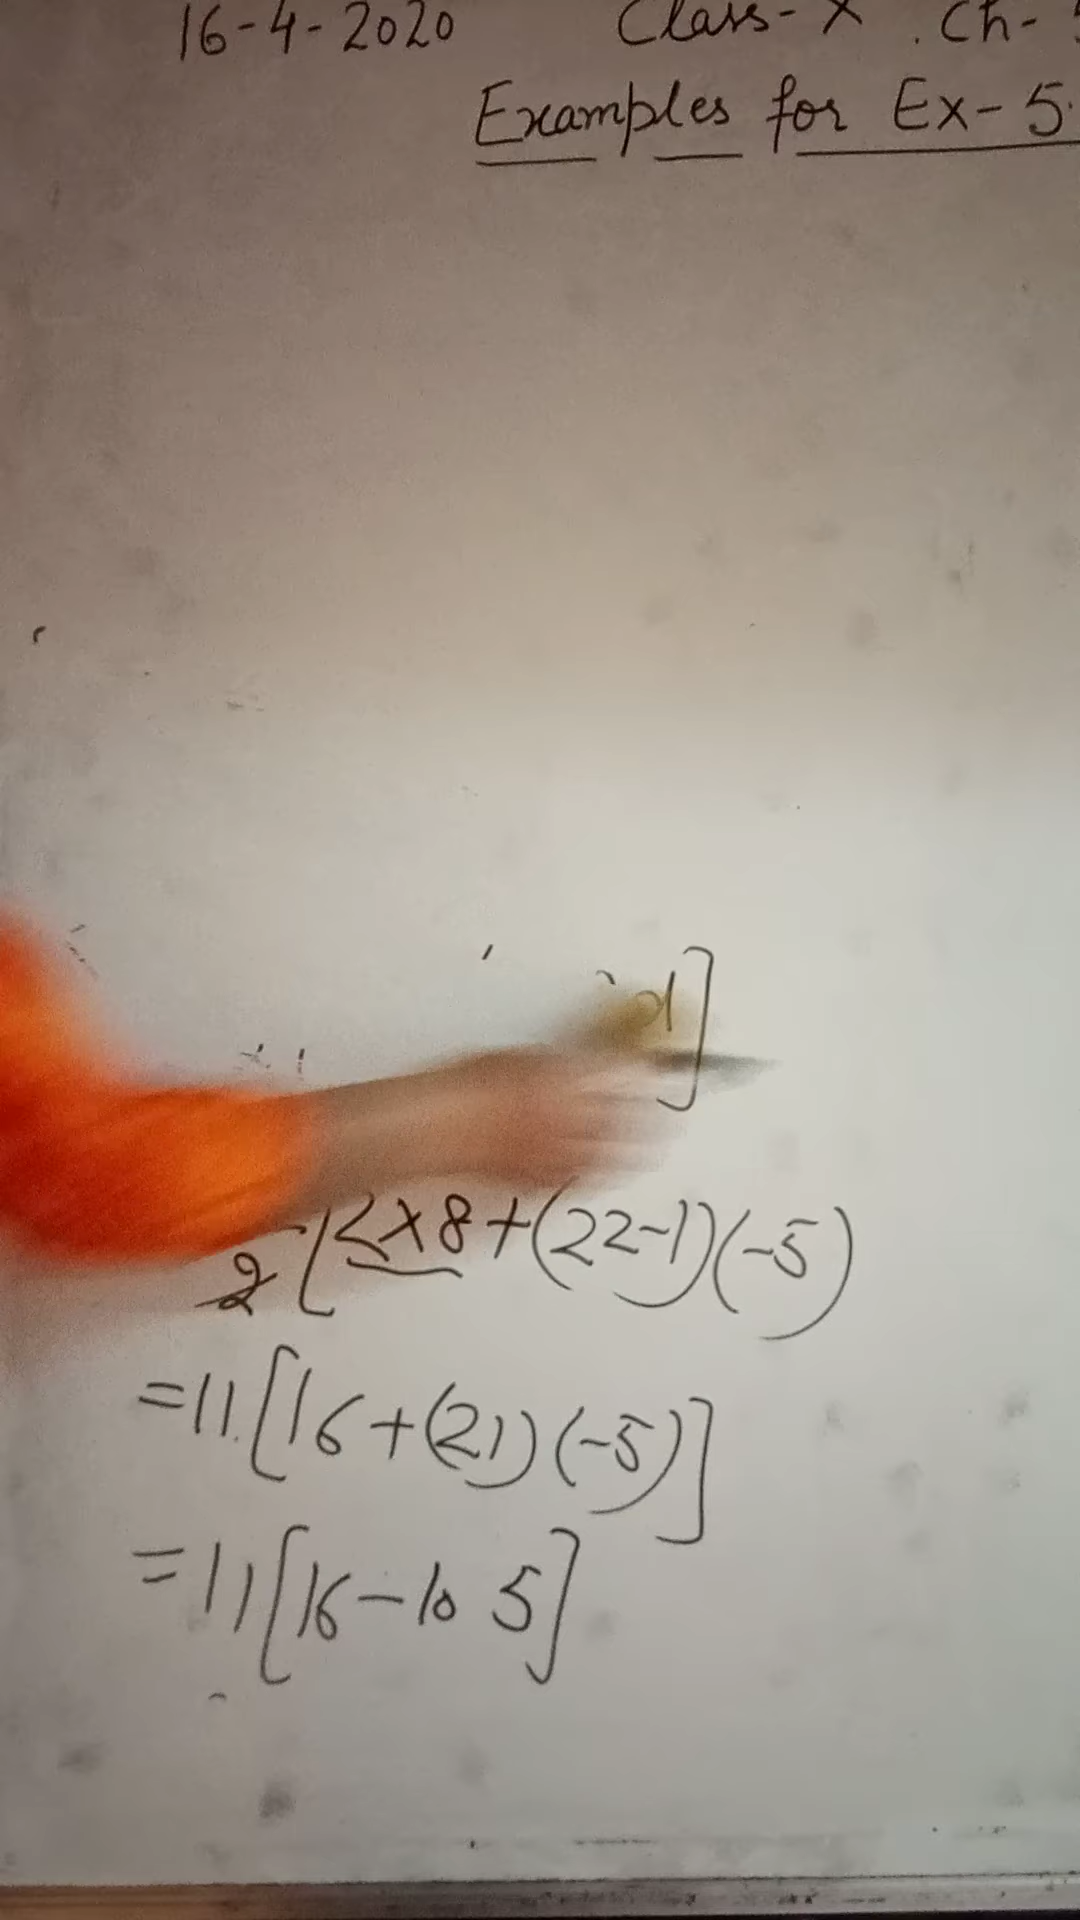 16-4-2020 Class-X. Ch-
Examples for Ex-5.
d]
2[2×8+(22-1)(-5)
=11[16+(21)(-5)]
=11[16-105]